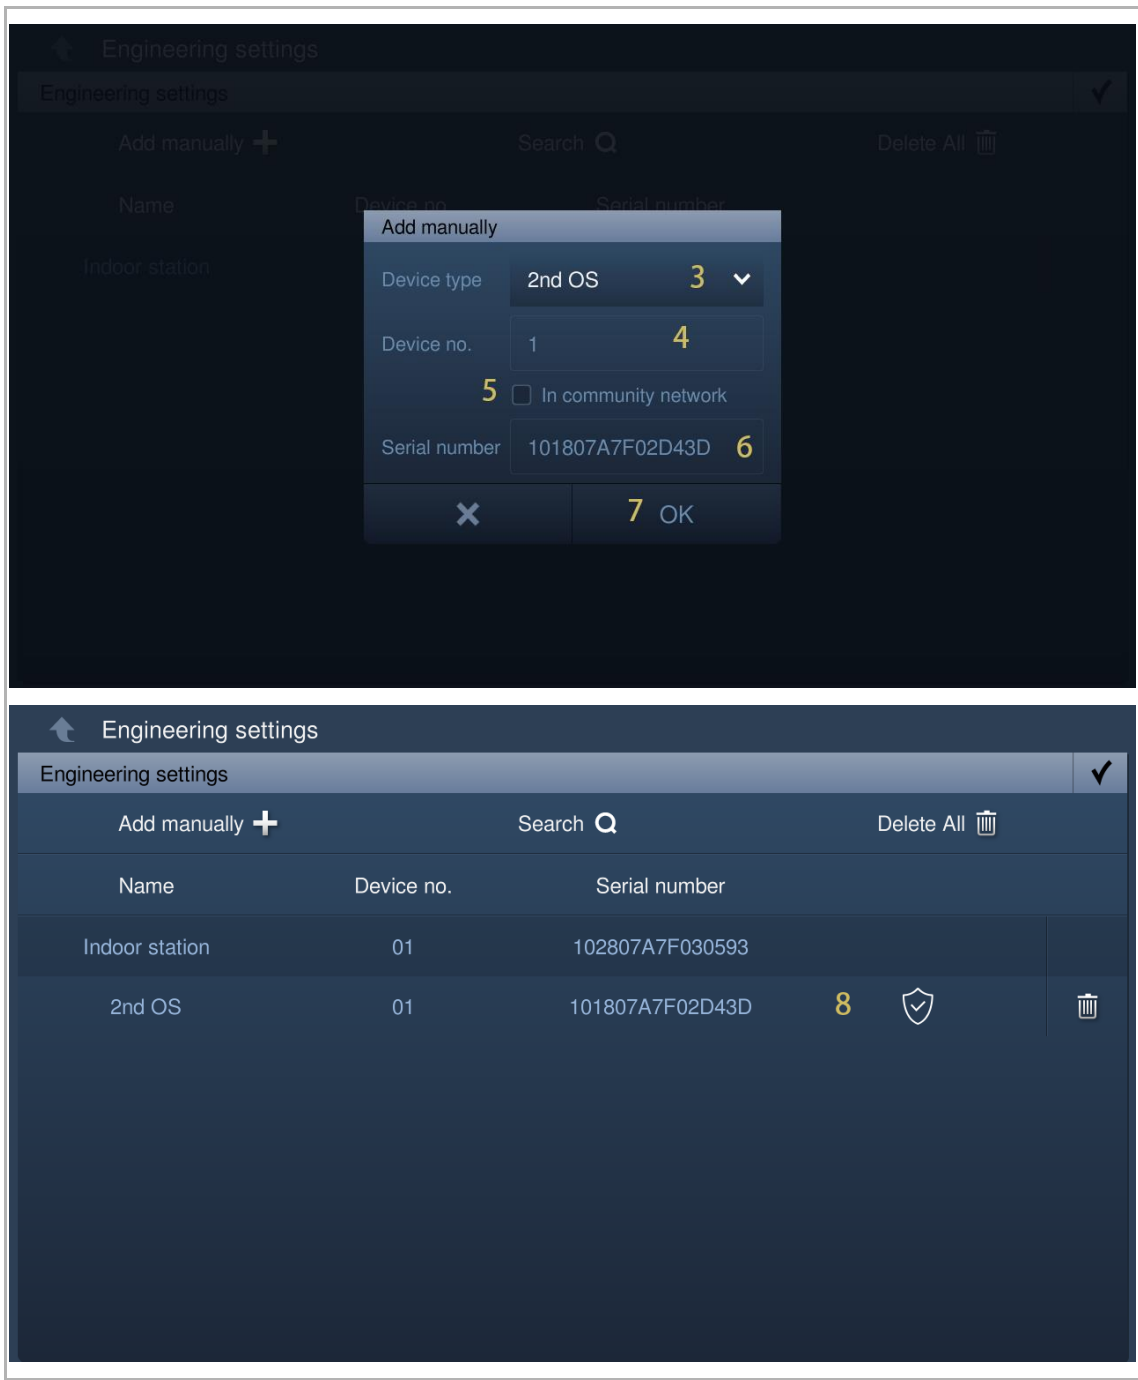 Engineering settings
Engineering settings
Add manually Search Delete All
Name Device no. Serial number
Add manually
Indoor station
Device type 2nd OS 3
Device no. 1 4
5 In community network
Serial number 101807A7F02D43D 6
7 OK
Engineering settings
Engineering settings
Add manually Search Delete All
Name Device no. Serial number
Indoor station 01 102807A7F030593
2nd OS 01 101807A7F02D43D 8